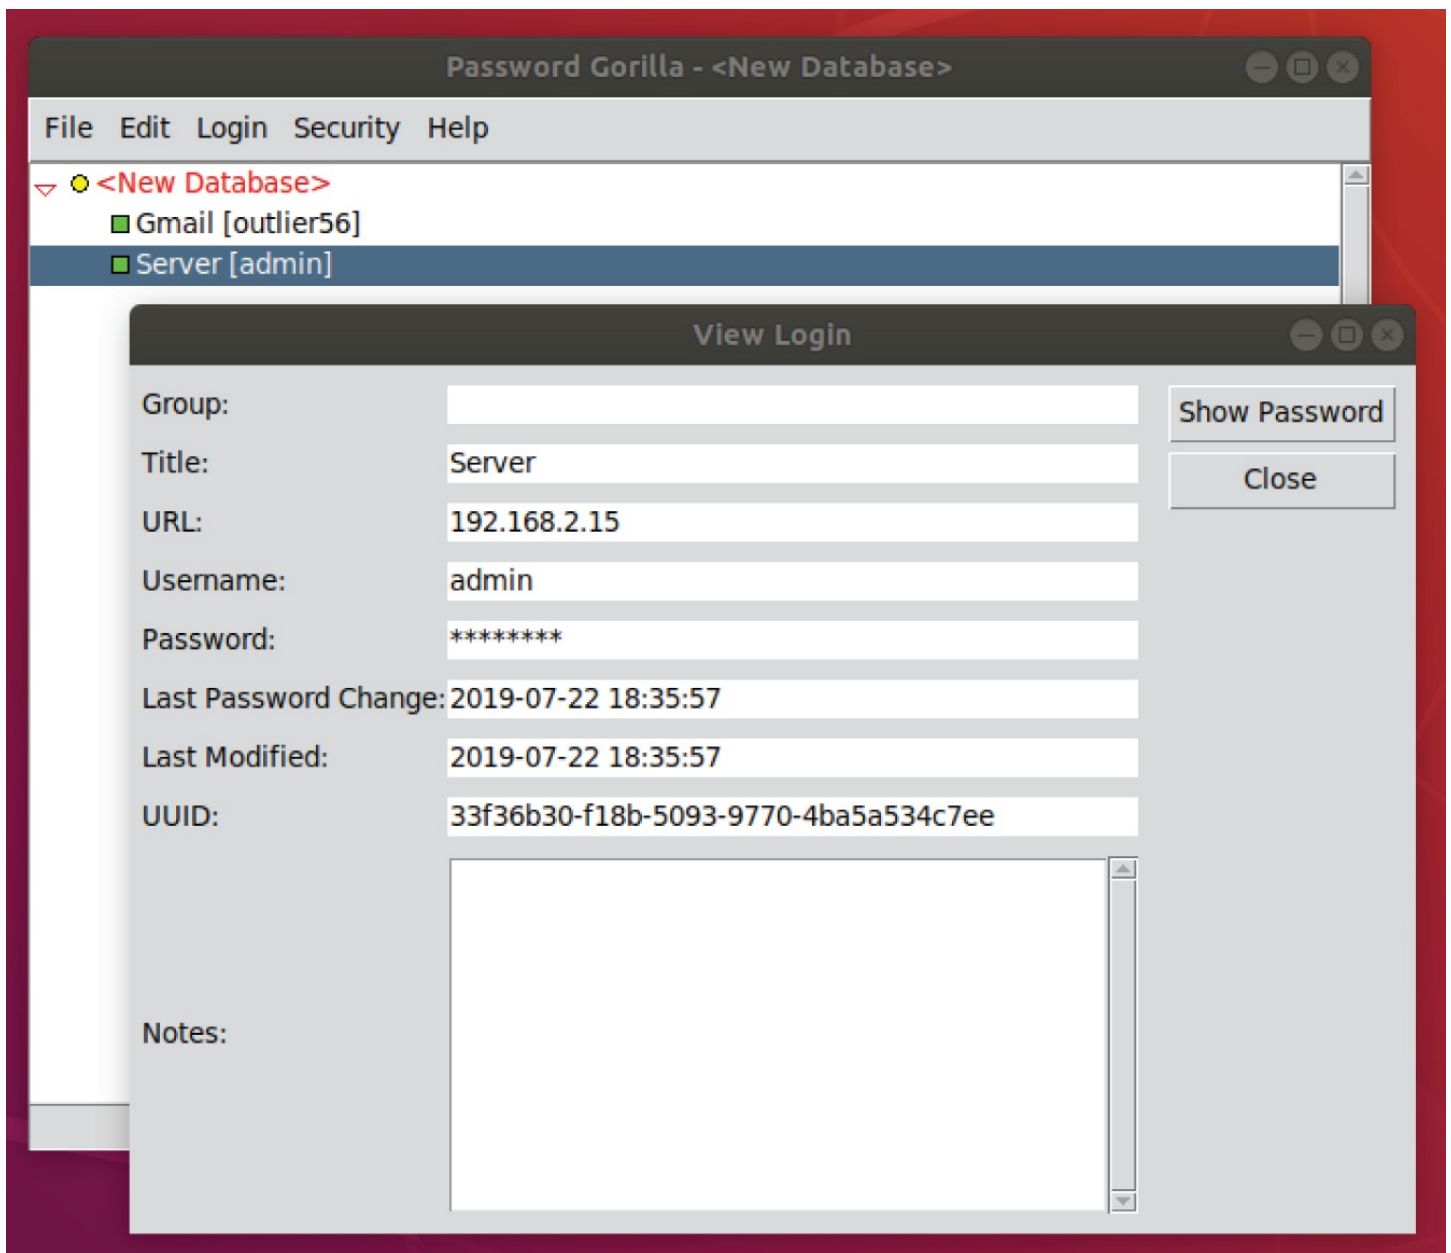 Password Gorilla - <New Database>
File Edit Login Security Help
<New Database>
Gmail [outlier56]
Server [admin]
View Login
Group:
Show Password
Title: Server
Close
URL: 192.168.2.15
Username: admin
Password: ********
Last Password Change: 2019-07-22 18:35:57
Last Modified: 2019-07-22 18:35:57
UUID: 33f36b30-f18b-5093-9770-4ba5a534c7ee
Notes: